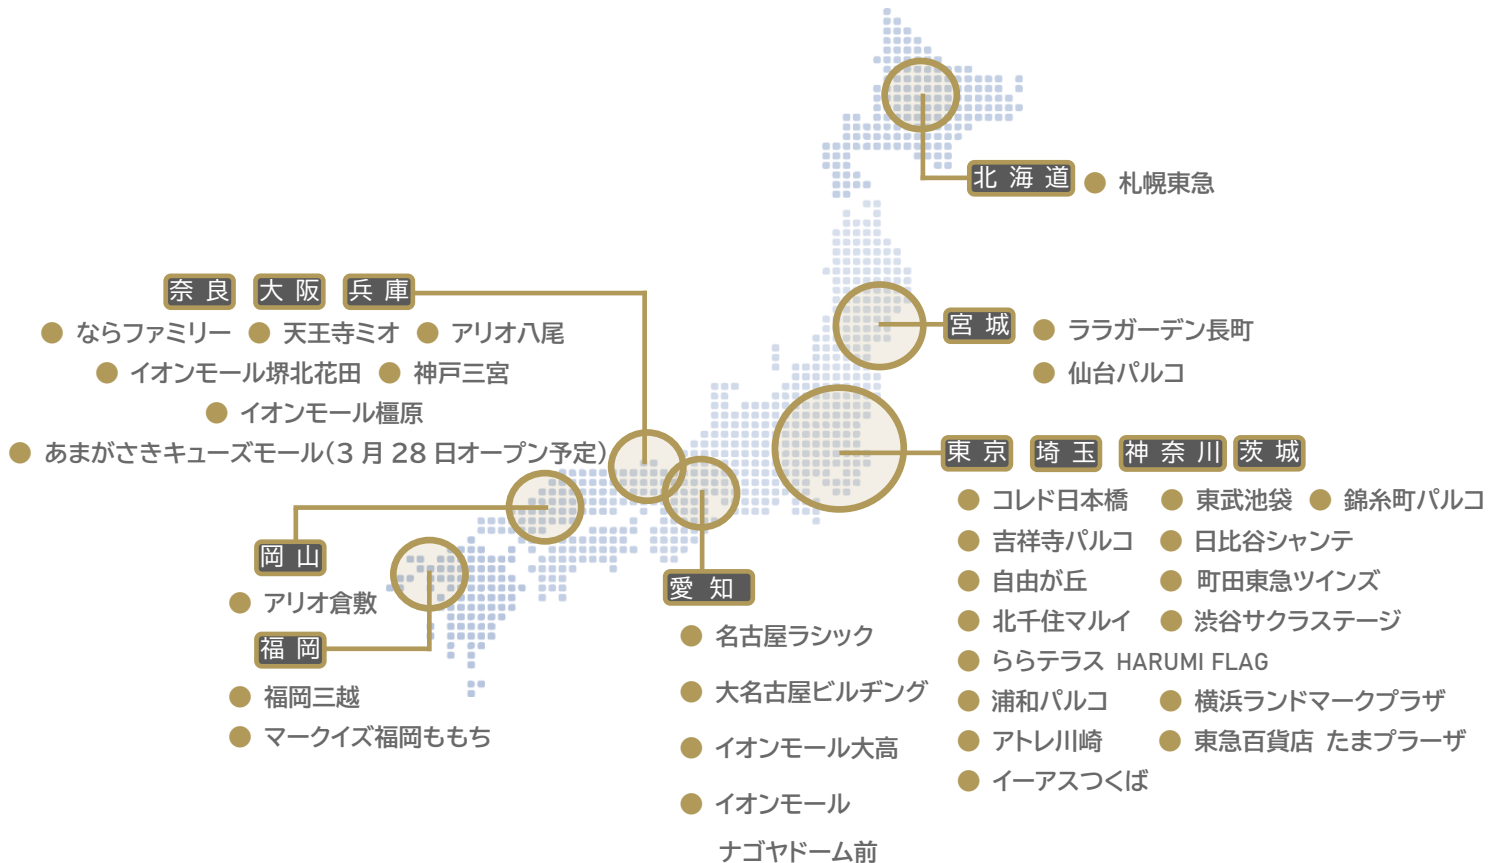 北海道
札幌東急
宮城
ララガーデン長町
仙台パルコ
奈良 大阪 兵庫
ならファミリー 天王寺ミオ アリオ八尾
イオンモール堺北花田 神戸三宮
イオンモール橿原
あまがさきキューズモール(3月28日オープン予定)
東京 埼玉 神奈川 茨城
コレド日本橋 東武池袋 錦糸町パルコ
吉祥寺パルコ 日比谷シャンテ
自由が丘 町田東急ツインズ
北千住マルイ 渋谷サクラステージ
ららテラス HARUMI FLAG
浦和パルコ 横浜ランドマークプラザ
アトレ川崎 東急百貨店 たまプラーザ
イーアスつくば
岡山
アリオ倉敷
福岡
福岡三越
マークイズ福岡ももち
愛知
名古屋ラシック
大名古屋ビルヂング
イオンモール大高
イオンモール
ナゴヤドーム前